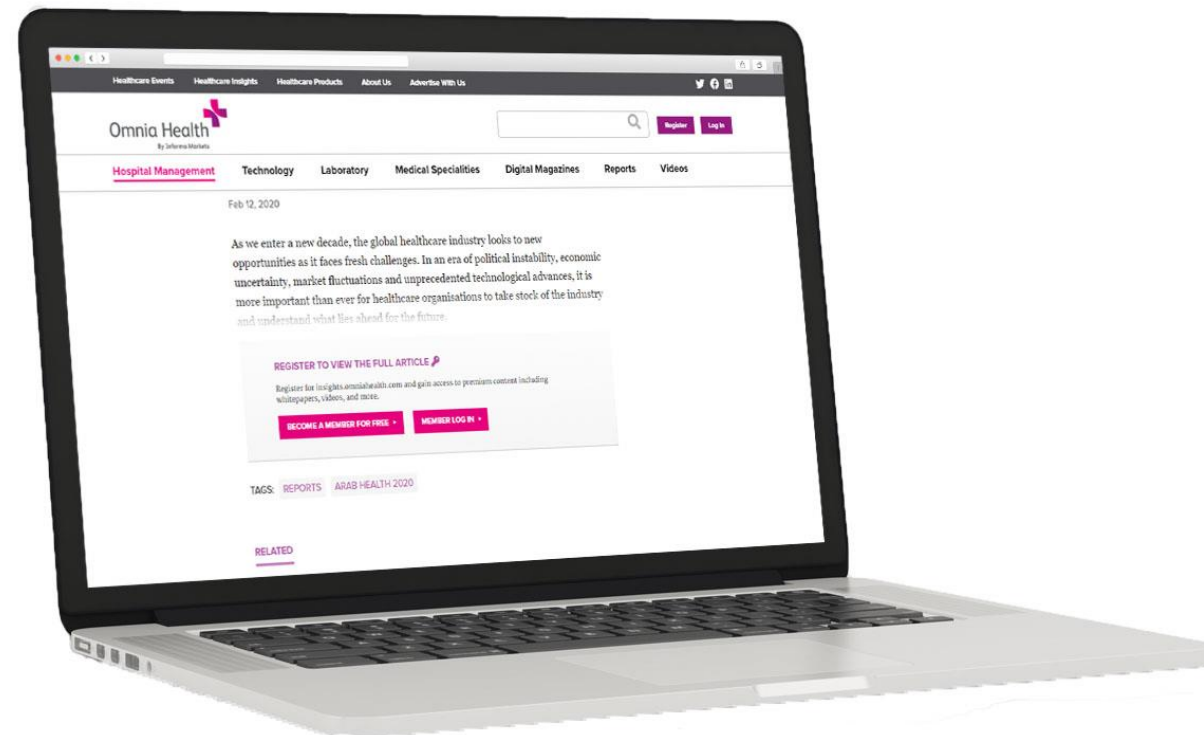 Healthcare Events Healthcare Insights Healthcare Products About Us Advertise With Us
Omnia Health
By Informa Markets
Register Log In
Hospital Management Technology Laboratory Medical Specialities Digital Magazines Reports Videos
Feb 12, 2020
As we enter a new decade, the global healthcare industry looks to new
opportunities as it faces fresh challenges. In an era of political instability, economic
uncertainty, market fluctuations and unprecedented technological advances, it is
more important than ever for healthcare organisations to take stock of the industry
and understand what lies ahead for the future.
REGISTER TO VIEW THE FULL ARTICLE
Register for insights.omniahealth.com and gain access to premium content including
whitepapers, videos, and more.
BECOME A MEMBER FOR FREE MEMBER LOG IN
TAGS: REPORTS ARAB HEALTH 2020
RELATED